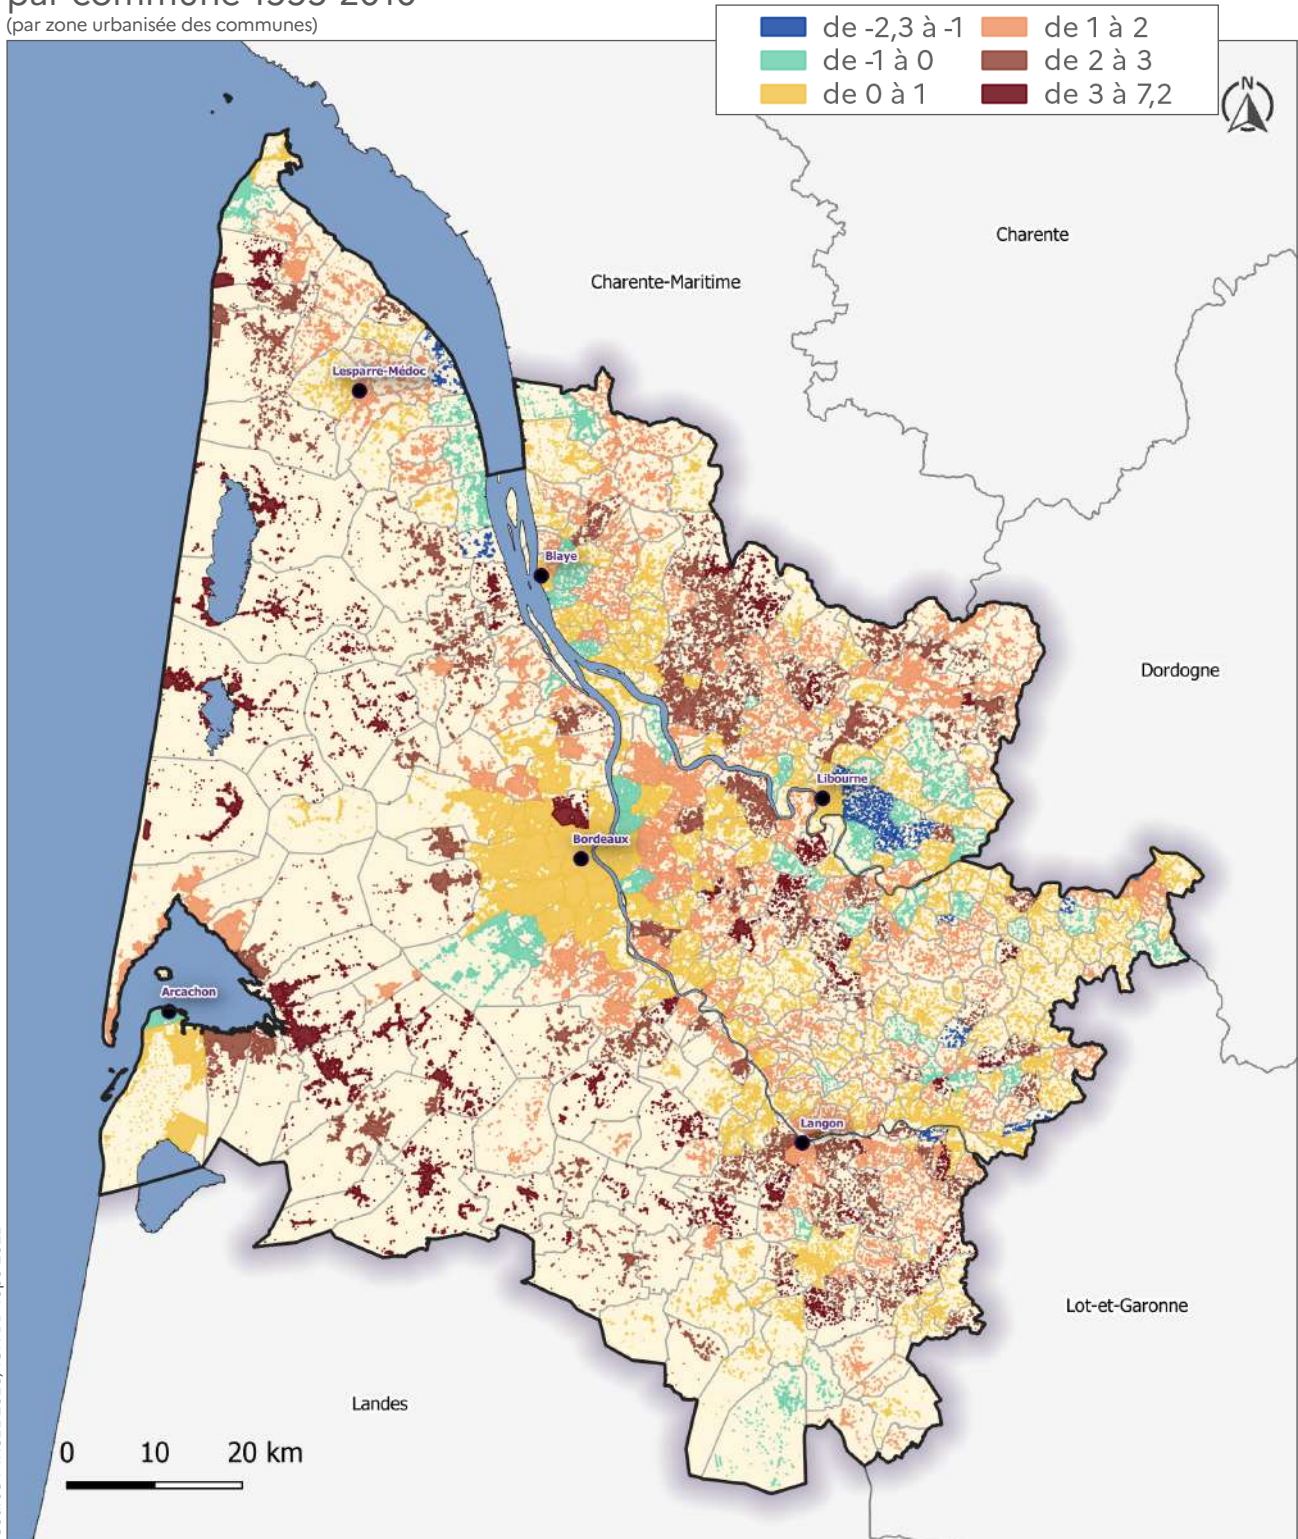 (par zone urbanisée des communes)
de -2,3 à -1
de 1 à 2
de -1 à 0
de 2 à 3
de 0 à 1
de 3 à 7,2
N
Charente
Charente-Maritime
Lesparre-Médoc
Blaye
Dordogne
Libourne
Bordeaux
Arcachon
Langon
Lot-et-Garonne
Landes
0 10 20 km